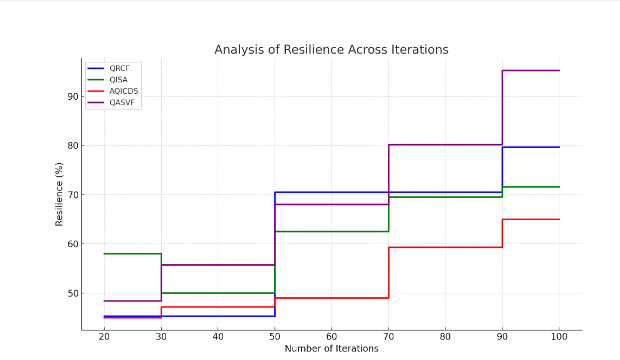 Analysis of Resilience Across Iterations
QRCF
QISA
AQICDS
QASVF
90
80
70
60
50
Resilience (%)
20 30 40 50 60 70 80 90 100
Number of Iterations